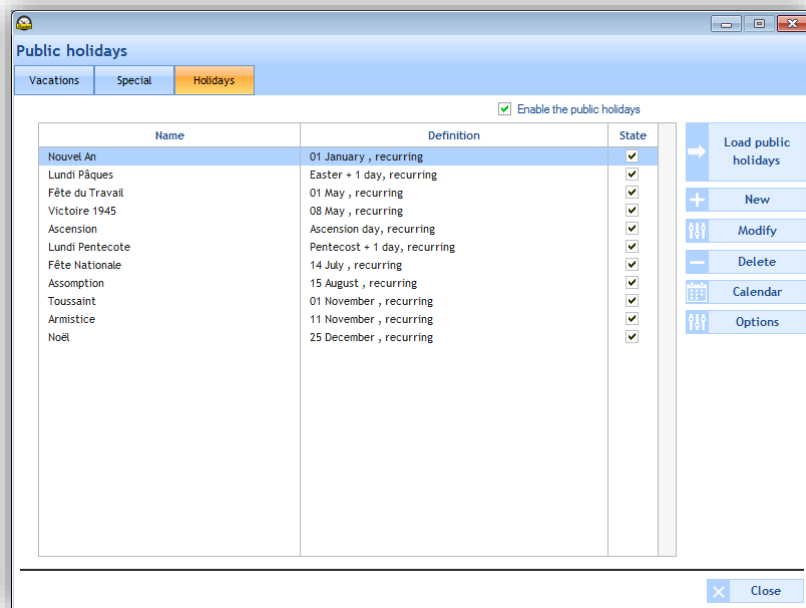 Public holidays
Vacations Special Holidays
Enable the public holidays
Name Definition State
Nouvel An 01 January , recurring
Lundi Pâques Easter + 1 day, recurring
Fête du Travail 01 May , recurring
Victoire 1945 08 May , recurring
Ascension Ascension day, recurring
Lundi Pentecote Pentecost + 1 day, recurring
Fête Nationale 14 July , recurring
Assomption 15 August , recurring
Toussaint 01 November , recurring
Armistice 11 November , recurring
Noël 25 December , recurring
Load public
holidays
New
Modify
Delete
Calendar
Options
Close